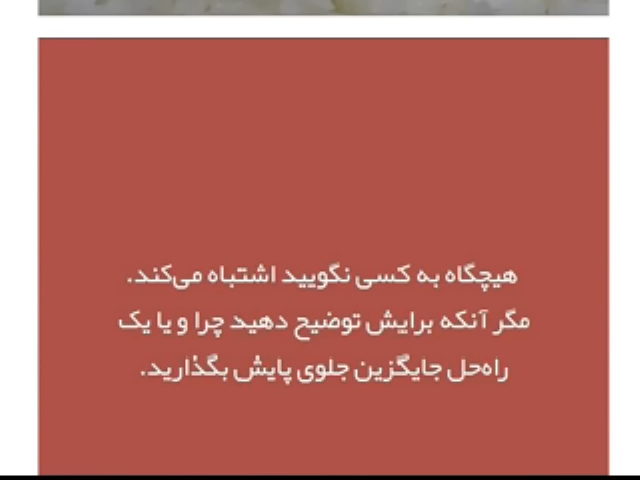 هیچگاه به کسی نگویید اشتباه می‌کند.
مگر آنکه برایش توضیح دهید چرا و یا یک
راه‌حل جایگزین جلوی پایش بگذارید.